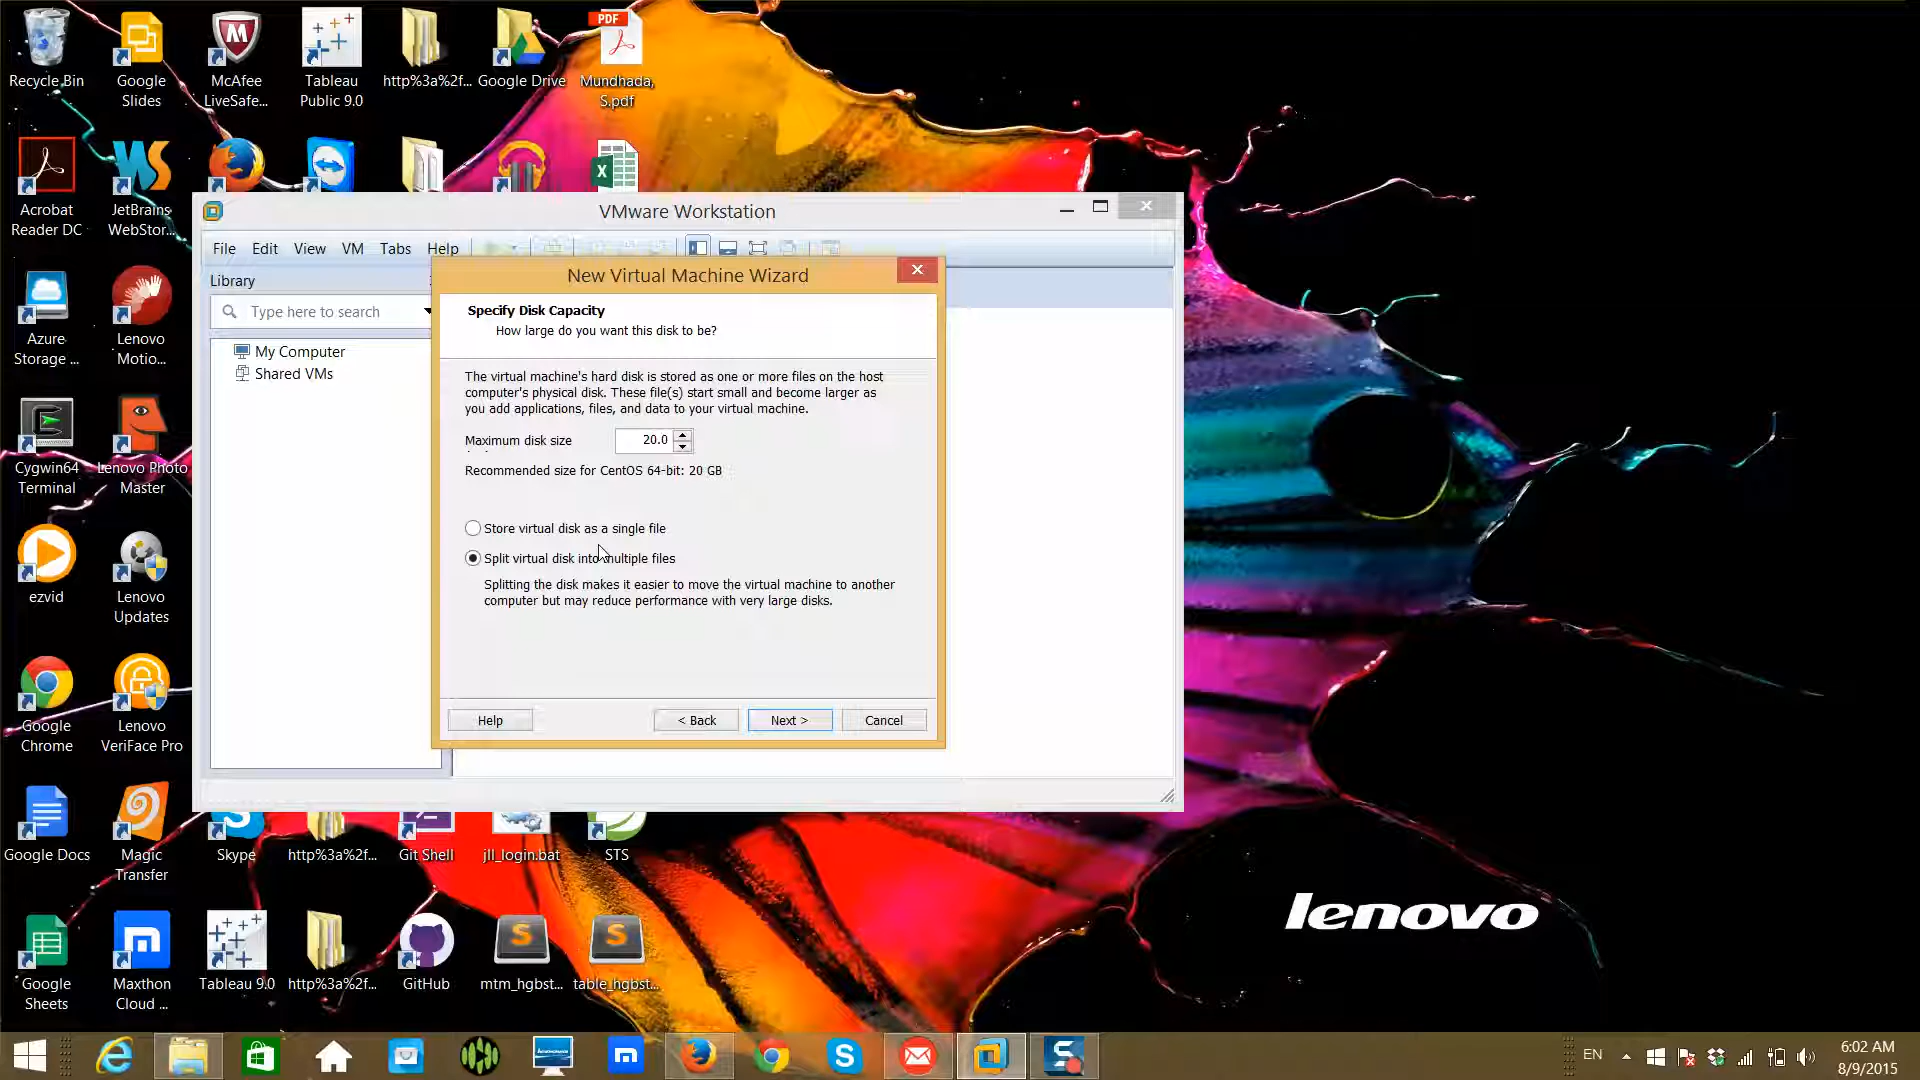 Recycle Bin
Google
Slides
McAfee
LiveSafe...
Tableau
Public 9.0
http%3a%2f...
Google Drive
PDF
Mundhada,
S.pdf
Acrobat
Reader DC
JetBrains
WebStor...
VMware Workstation
File Edit View VM Tabs Help
Library
Type here to search
My Computer
Shared VMs
New Virtual Machine Wizard
Specify Disk Capacity
How large do you want this disk to be?
The virtual machine's hard disk is stored as one or more files on the host
computer's physical disk. These file(s) start small and become larger as
you add applications, files, and data to your virtual machine.
Maximum disk size
20.0
Recommended size for CentOS 64-bit: 20 GB
Store virtual disk as a single file
Split virtual disk into multiple files
Splitting the disk makes it easier to move the virtual machine to another
computer but may reduce performance with very large disks.
Help
< Back
Next >
Cancel
Azure
Storage ...
Lenovo
Motio...
Cygwin64
Terminal
Lenovo Photo
Master
ezvid
Lenovo
Updates
Google
Chrome
Lenovo
VeriFace Pro
Google Docs
Magic
Transfer
Skype
http%3a%2f...
Git Shell
jll_login.bat
STS
Google
Sheets
Maxthon
Cloud ...
Tableau 9.0
http%3a%2f...
GitHub
mtm_hgbst...
table_hgbst...
lenovo
EN
6:02 AM
8/9/2015